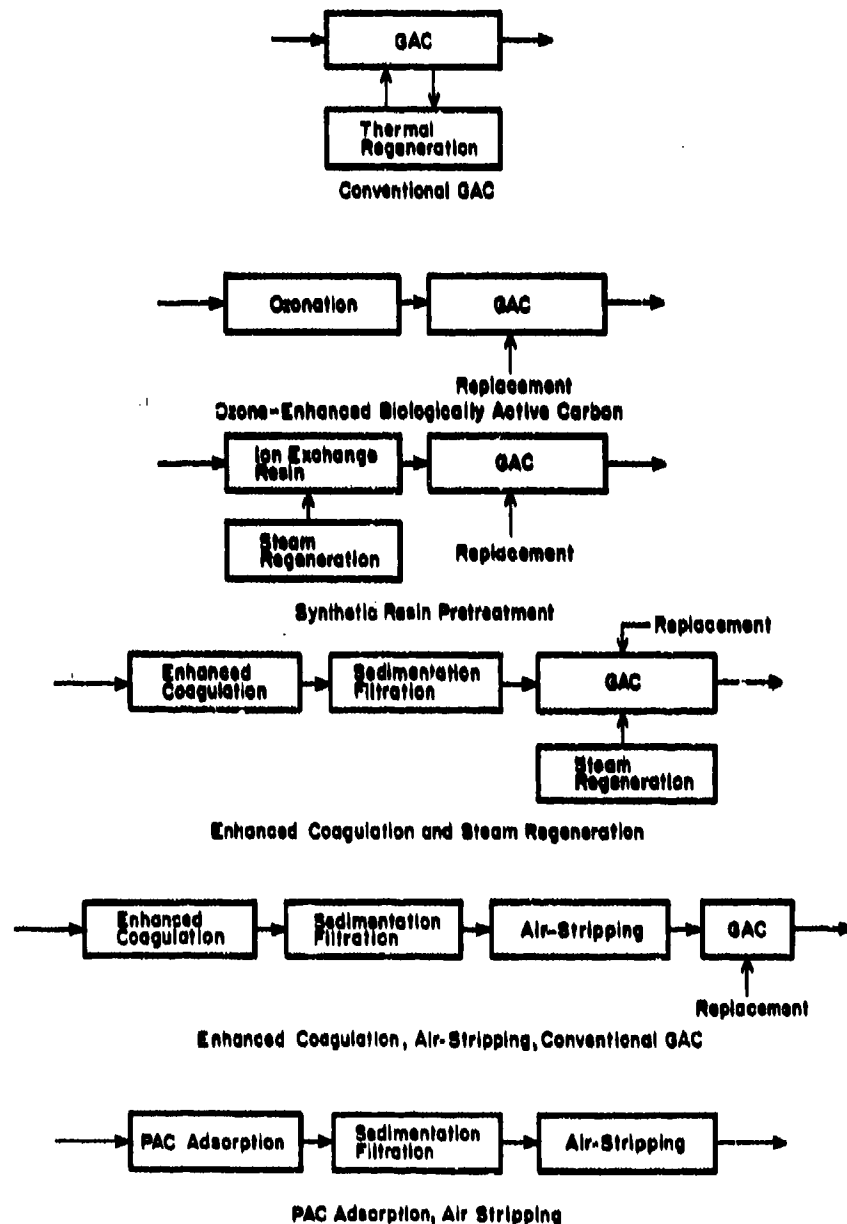 GAC
Thermal
Regeneration
Conventional GAC
Ozonation
GAC
Replacement
Ozone-Enhanced Biologically Active Carbon
Ion Exchange
Resin
GAC
Steam
Regeneration
Replacement
Synthetic Resin Pretreatment
Replacement
Enhanced
Coagulation
Sedimentation
Filtration
GAC
Steam
Regeneration
Enhanced Coagulation and Steam Regeneration
Enhanced
Coagulation
Sedimentation
Filtration
Air-Stripping
GAC
Replacement
Enhanced Coagulation, Air-Stripping, Conventional GAC
PAC Adsorption
Sedimentation
Filtration
Air-Stripping
PAC Adsorption, Air Stripping